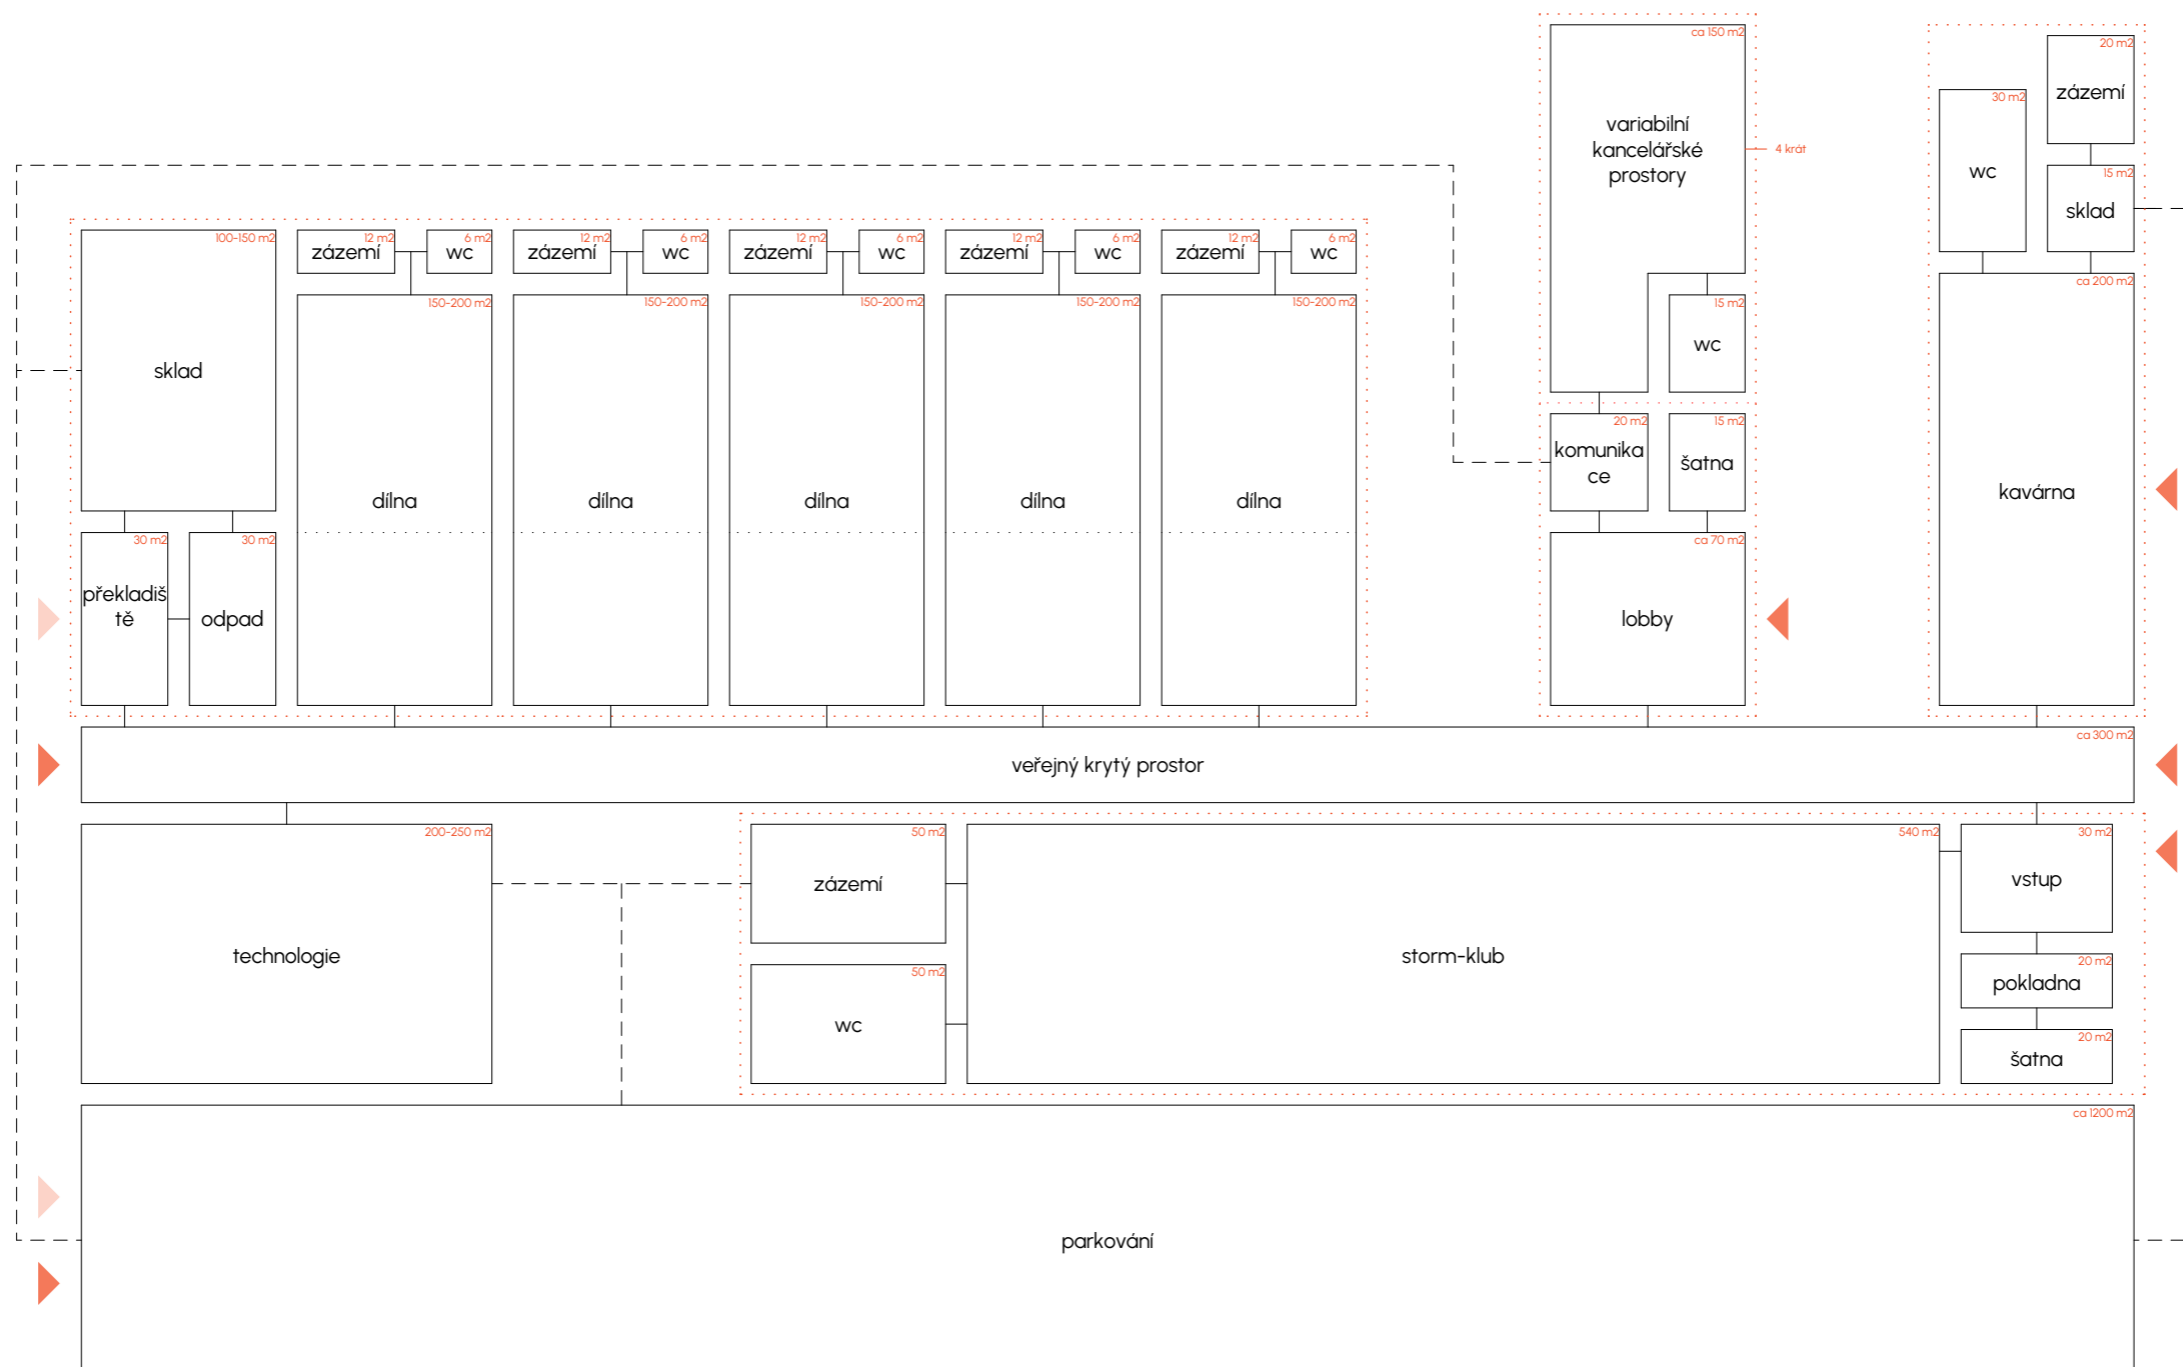 ca 150 m2
20 m2
zázemí
30 m2
variabilní
kancelářské
prostory
4 krát
wc
15 m2
sklad
100-150 m2
12 m2
zázemí
6 m2
wc
12 m2
zázemí
6 m2
wc
12 m2
zázemí
6 m2
wc
12 m2
zázemí
6 m2
wc
12 m2
zázemí
6 m2
wc
ca 200 m2
150-200 m2
150-200 m2
150-200 m2
150-200 m2
150-200 m2
15 m2
wc
sklad
20 m2
komunika
ce
15 m2
šatna
dílna
dílna
dílna
dílna
dílna
kavárna
30 m2
překladiš
tě
30 m2
odpad
ca 70 m2
lobby
ca 300 m2
veřejný krytý prostor
200-250 m2
technologie
50 m2
zázemí
540 m2
storm-klub
30 m2
vstup
50 m2
wc
20 m2
pokladna
20 m2
šatna
ca 1200 m2
parkování